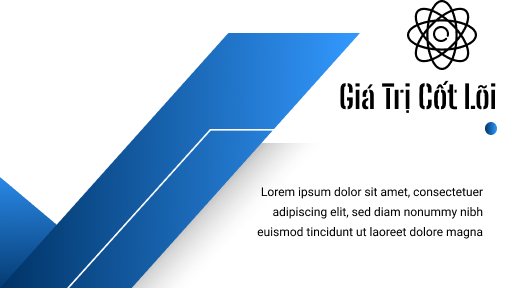 Giá Trị Cốt Lõi
Lorem ipsum dolor sit amet, consectetuer
adipiscing elit, sed diam nonummy nibh
euismod tincidunt ut laoreet dolore magna